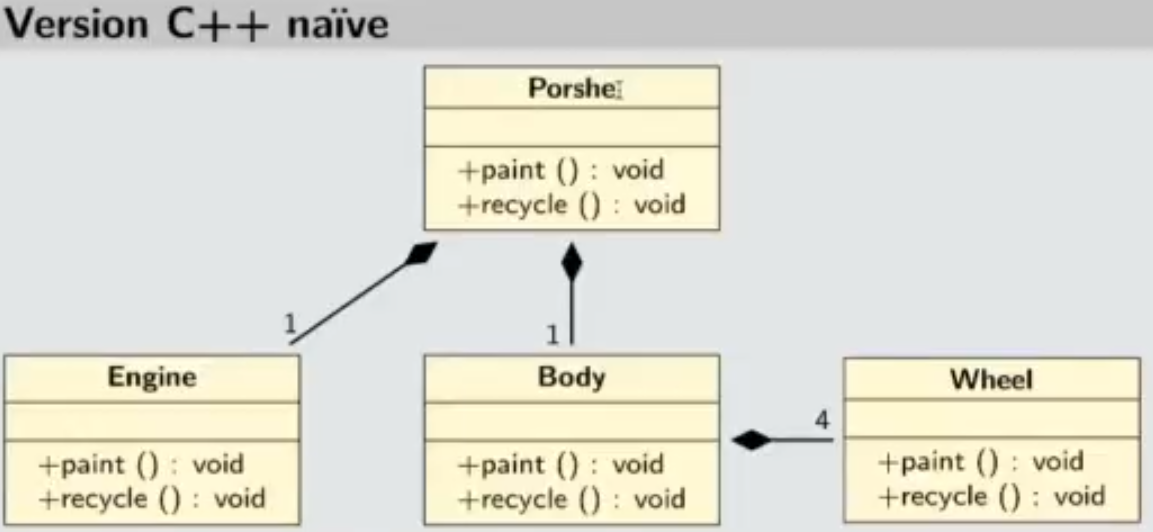 Version C++ naïve
Porshe
+paint () : void
+recycle () : void
1
1
Engine
+paint () : void
+recycle () : void
Body
+paint () : void
+recycle () : void
4
Wheel
+paint () : void
+recycle () : void